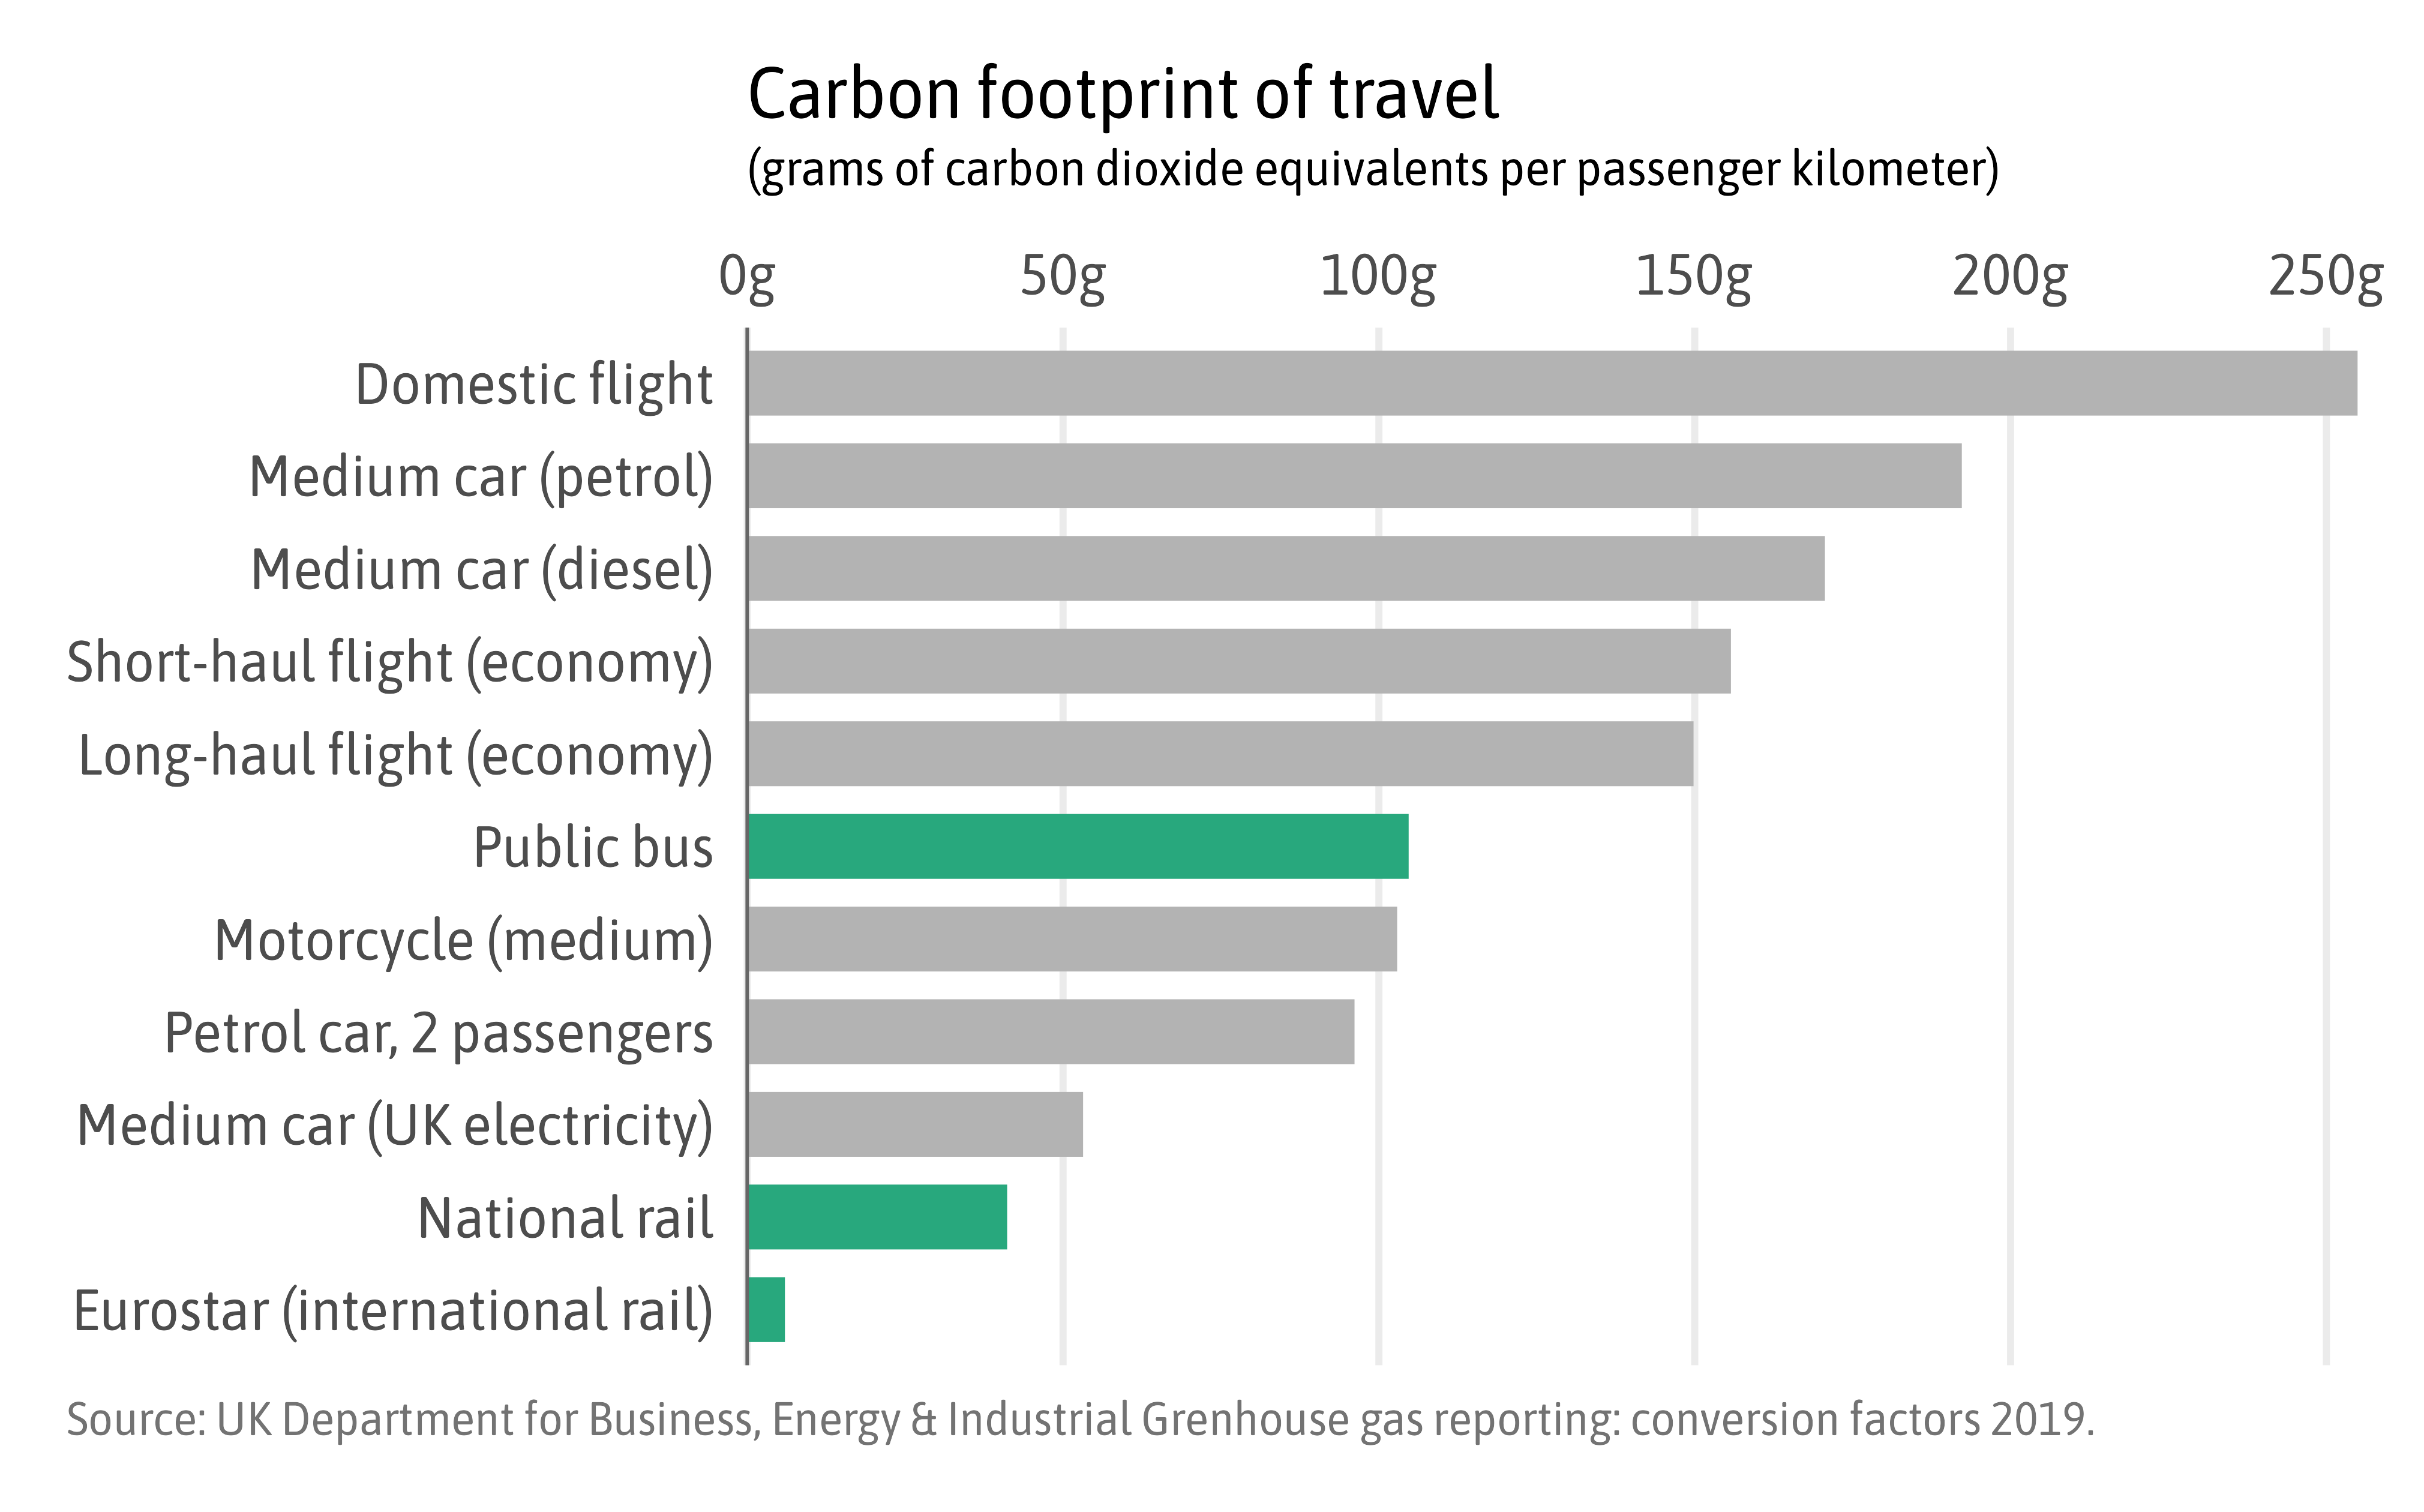 Carbon footprint of travel
(grams of carbon dioxide equivalents per passenger kilometer)
0g 50g 100g 150g 200g 250g
Domestic flight
Medium car (petrol)
Medium car (diesel)
Short-haul flight (economy)
Long-haul flight (economy)
Public bus
Motorcycle (medium)
Petrol car, 2 passengers
Medium car (UK electricity)
National rail
Eurostar (international rail)
Source: UK Department for Business, Energy & Industrial Grenhouse gas reporting: conversion factors 2019.